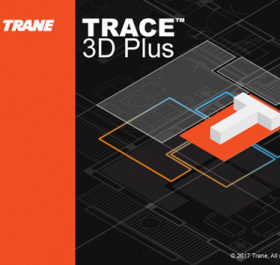 TRANE
TRACE™
3D Plus
© 2017 Trane, All